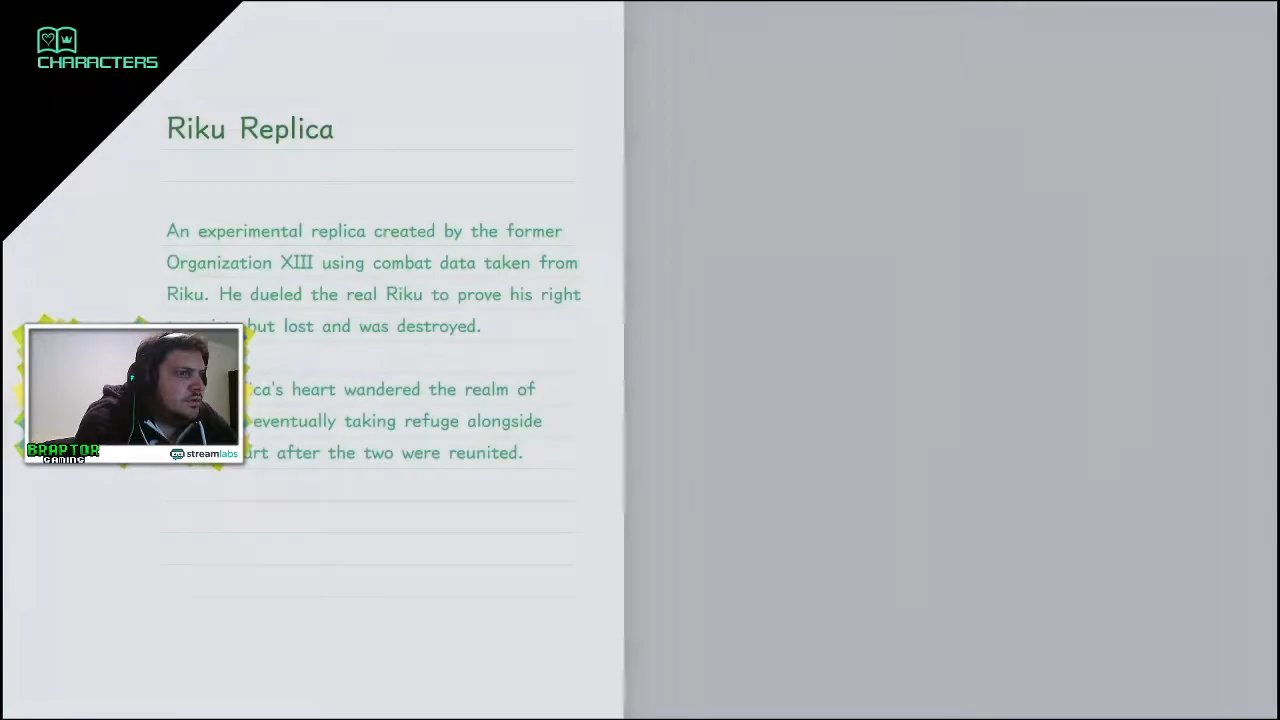 CHARACTERS
Riku Replica
An experimental replica created by the former
Organization XIII using combat data taken from
Riku. He dueled the real Riku to prove his right
but lost and was destroyed.
heart wandered the realm of
eventually taking refuge alongside
after the two were reunited.
BRAPTOR
GAMING
streamlabs